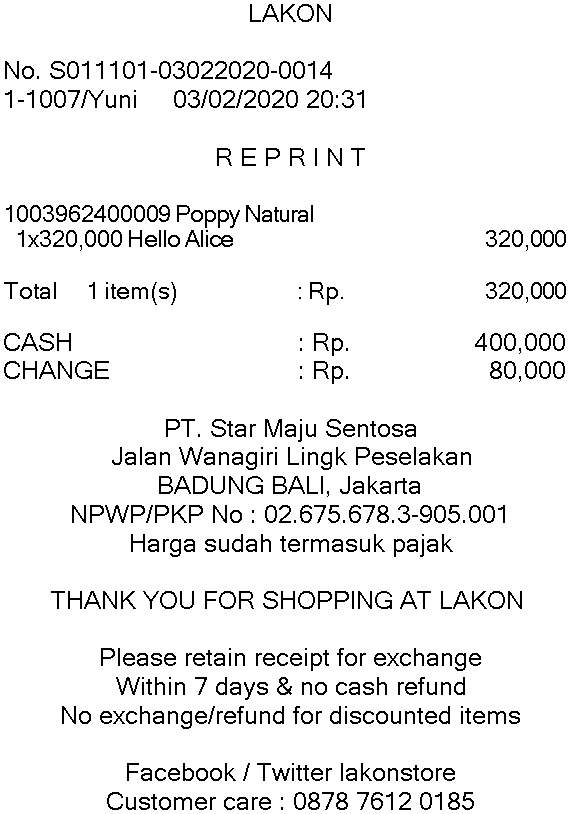 LAKON
No. S011101-03022020-0014
1-1007/Yuni 03/02/2020 20:31
R E P R I N T
1003962400009 Poppy Natural
1x320,000 Hello Alice 320,000
Total 1 item(s) : Rp. 320,000
CASH : Rp. 400,000
CHANGE : Rp. 80,000
PT. Star Maju Sentosa
Jalan Wanagiri Lingk Peselakan
BADUNG BALI, Jakarta
NPWP/PKP No : 02.675.678.3-905.001
Harga sudah termasuk pajak
THANK YOU FOR SHOPPING AT LAKON
Please retain receipt for exchange
Within 7 days & no cash refund
No exchange/refund for discounted items
Facebook / Twitter lakonstore
Customer care : 0878 7612 0185